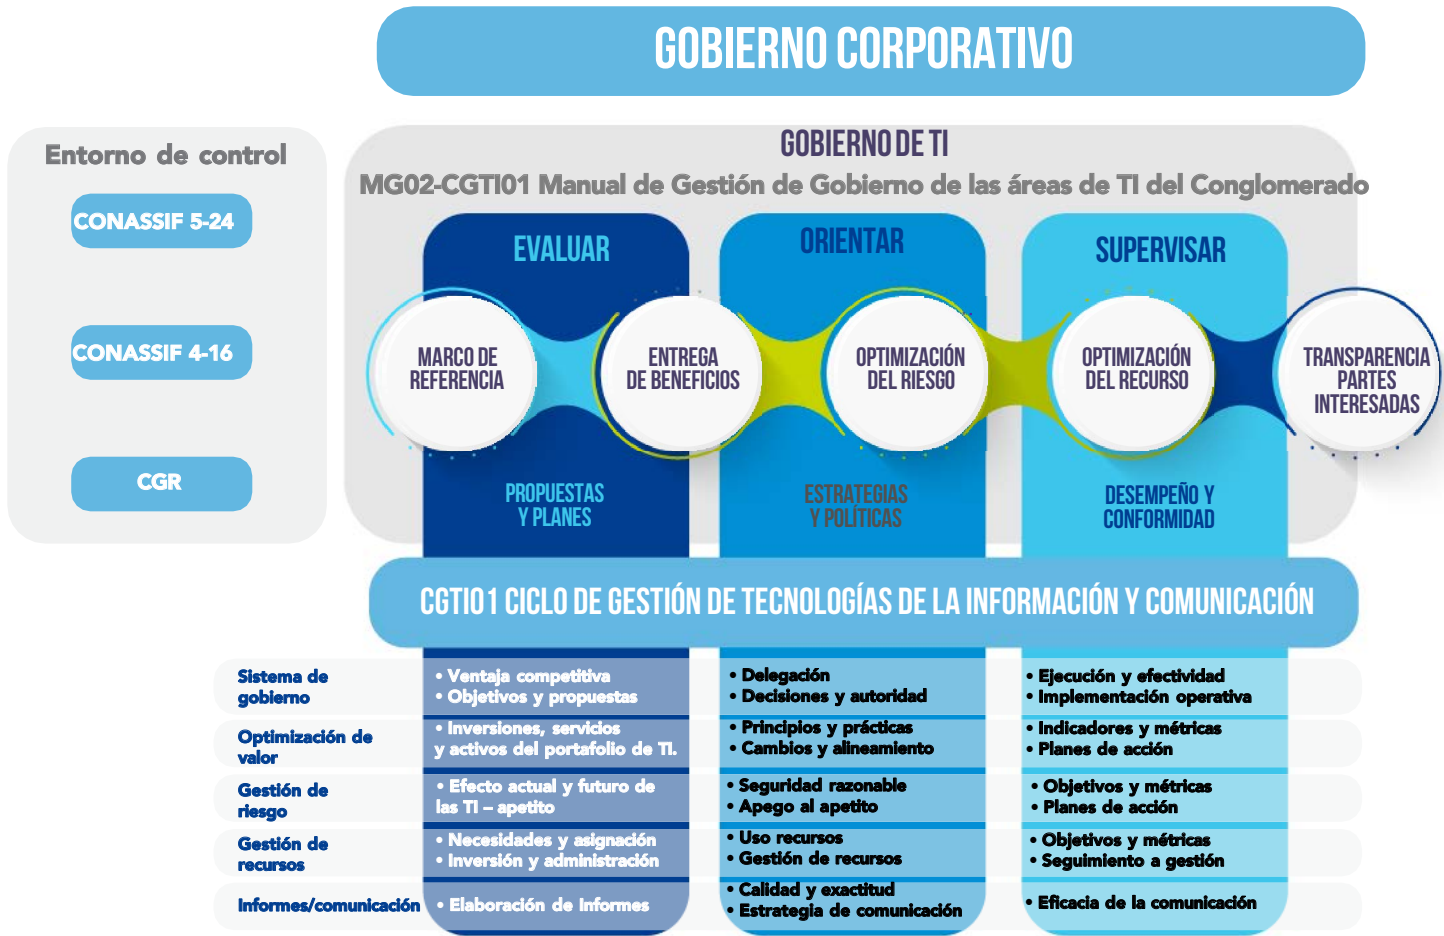 GOBIERNO CORPORATIVO
Entorno de control
CONASSIF 5-24
CONASSIF 4-16
CGR
GOBIERNO DE TI
MG02-CGTI01 Manual de Gestión de Gobierno de las áreas de TI del Conglomerado
EVALUAR
ORIENTAR
SUPERVISAR
MARCO DE
REFERENCIA
ENTREGA
DE BENEFICIOS
OPTIMIZACIÓN
DEL RIESGO
OPTIMIZACIÓN
DEL RECURSO
TRANSPARENCIA
PARTES
INTERESADAS
PROPUESTAS
Y PLANES
ESTRATEGIAS
Y POLÍTICAS
DESEMPEÑO Y
CONFORMIDAD
CGTI01 CICLO DE GESTIÓN DE TECNOLOGÍAS DE LA INFORMACIÓN Y COMUNICACIÓN
Sistema de
gobierno
• Ventaja competitiva
• Objetivos y propuestas
• Delegación
• Decisiones y autoridad
• Ejecución y efectividad
• Implementación operativa
Optimización de
valor
• Inversiones, servicios
y activos del portafolio de TI.
• Principios y prácticas
• Cambios y alineamiento
• Indicadores y métricas
• Planes de acción
Gestión de
riesgo
• Efecto actual y futuro de
las TI – apetito
• Seguridad razonable
• Apego al apetito
• Objetivos y métricas
• Planes de acción
Gestión de
recursos
• Necesidades y asignación
• Inversión y administración
• Uso recursos
• Gestión de recursos
• Objetivos y métricas
• Seguimiento a gestión
Informes/comunicación
• Elaboración de Informes
• Calidad y exactitud
• Estrategia de comunicación
• Eficacia de la comunicación